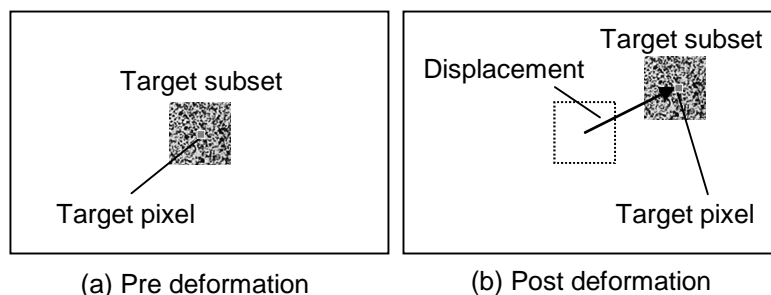 Target subset
Target pixel
(a) Pre deformation
Target subset
Displacement
Target pixel
(b) Post deformation